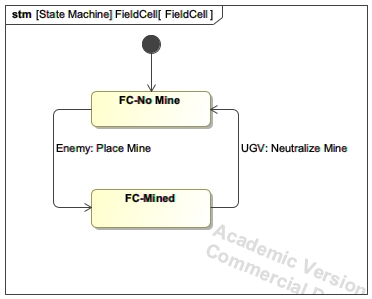 stm [State Machine] FieldCell[ FieldCell ]
FC-No Mine
Enemy: Place Mine
UGV: Neutralize Mine
FC-Mined
Academic Version
Commercial